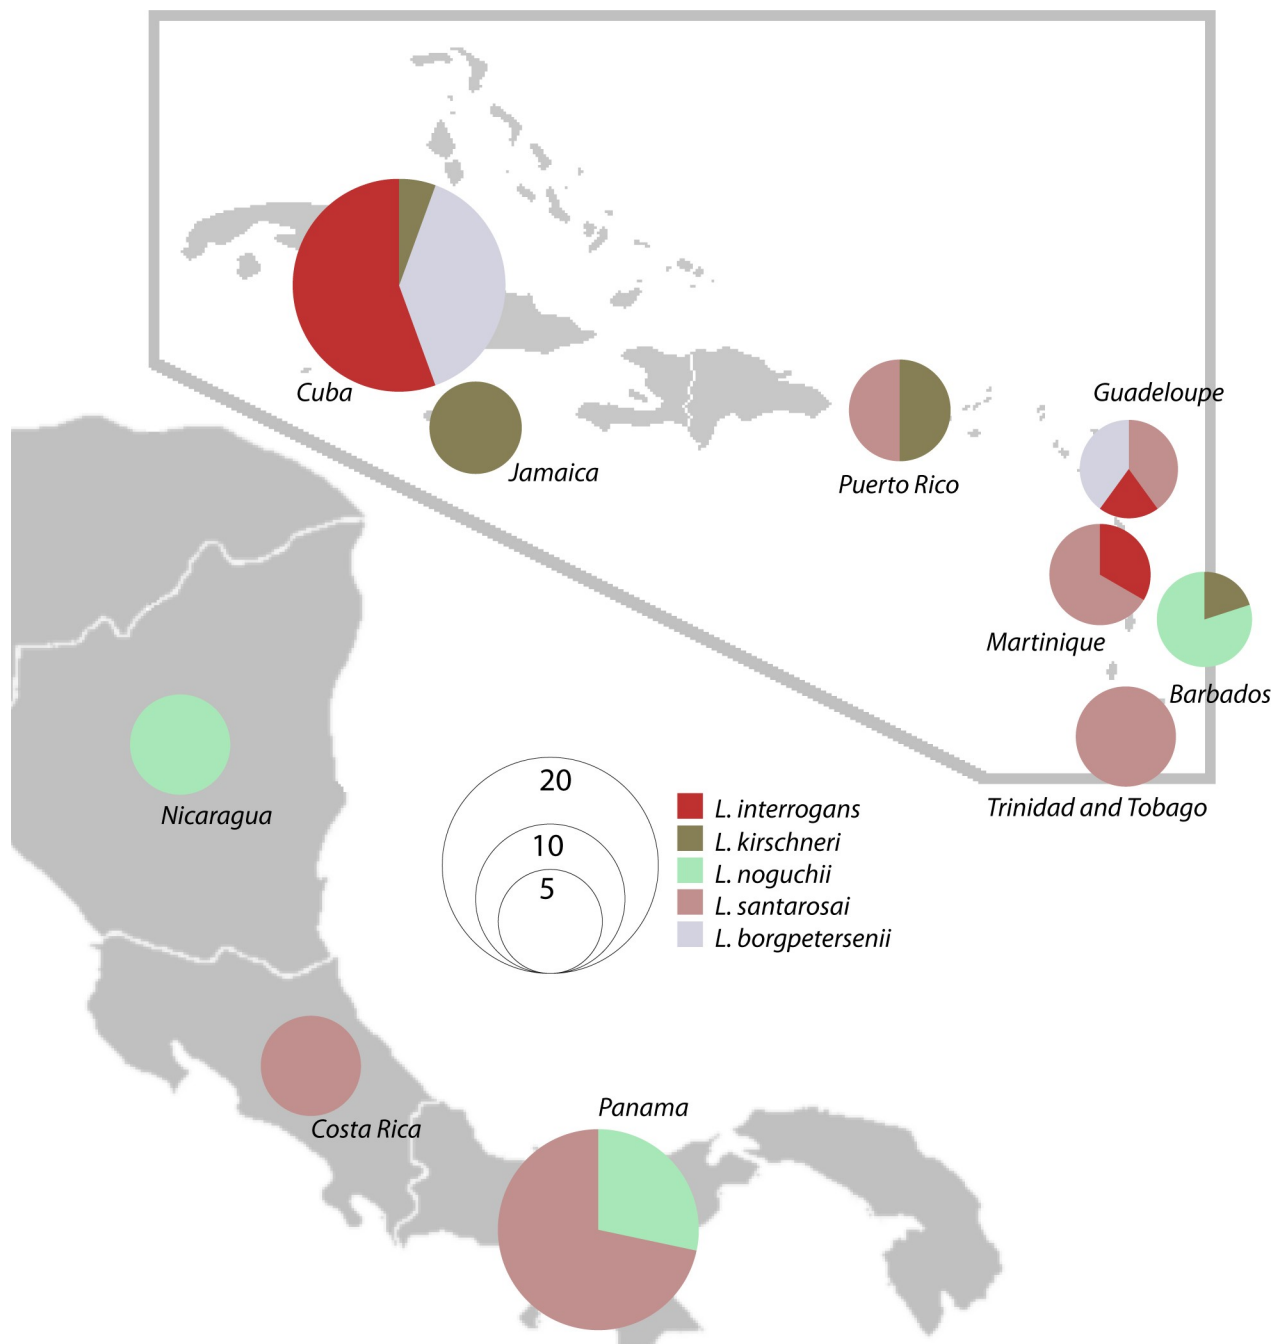 Cuba
Jamaica
Puerto Rico
Guadeloupe
Martinique
Barbados
Trinidad and Tobago
Nicaragua
20
10
5
L. interrogans
L. kirschneri
L. noguchii
L. santarosai
L. borgpetersenii
Costa Rica
Panama